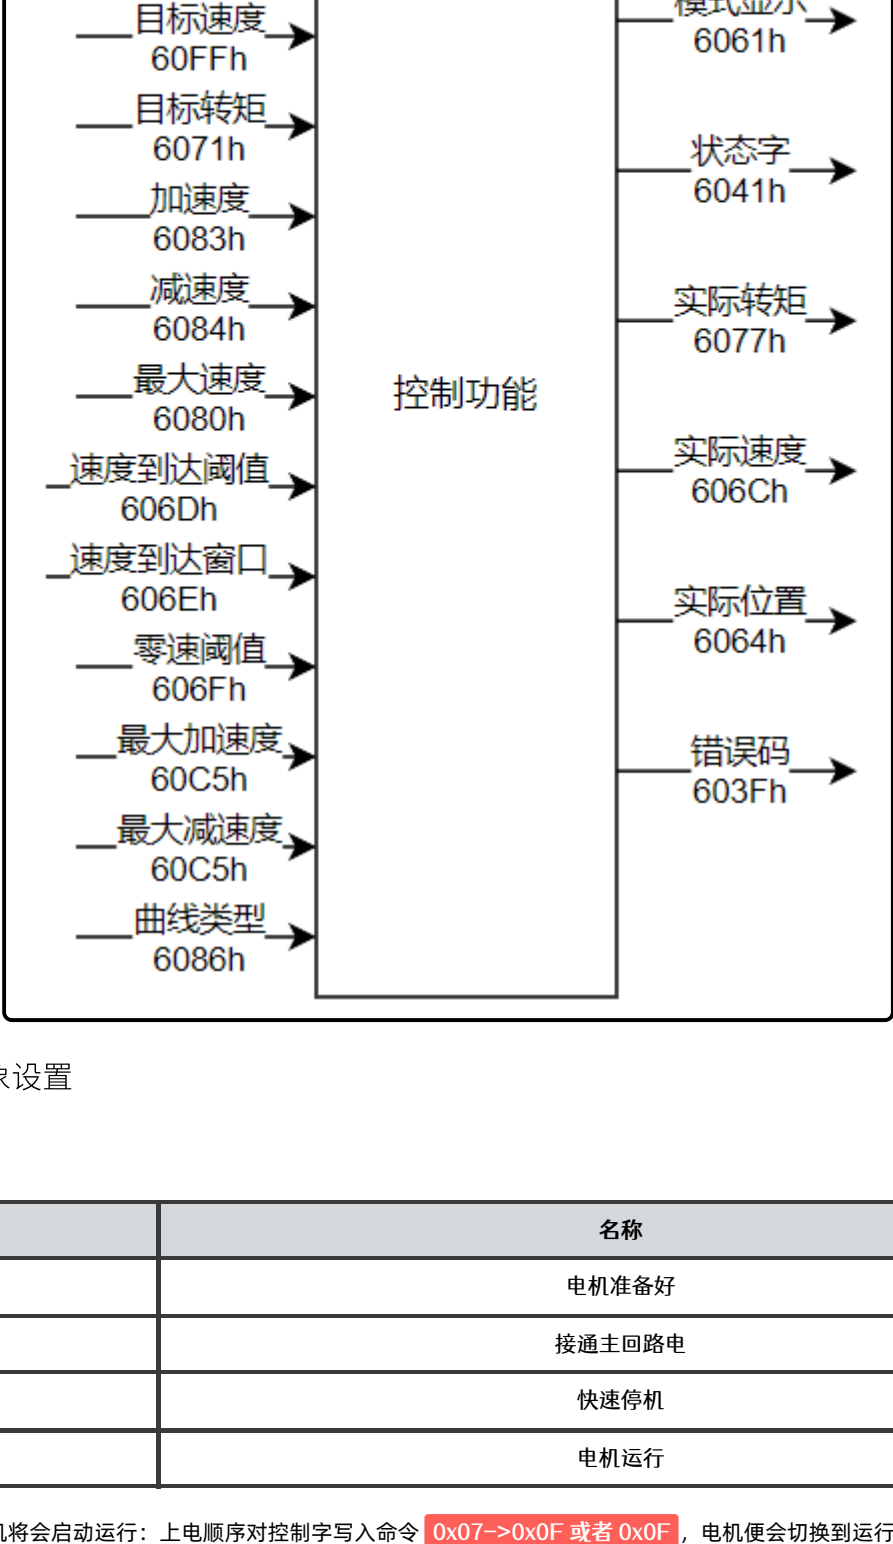 目标速度
60FFh
目标转矩
6071h
加速度
6083h
减速度
6084h
最大速度
6080h
速度到达阈值
606Dh
速度到达窗口
606Eh
零速阈值
606Fh
最大加速度
60C5h
最大减速度
60C5h
曲线类型
6086h
控制功能
模式显示
6061h
状态字
6041h
实际转矩
6077h
实际速度
606Ch
实际位置
6064h
错误码
603Fh
象设置
名称
电机准备好
接通主回路电
快速停机
电机运行
机将会启动运行：上电顺序对控制字写入命令 0x07->0x0F 或者 0x0F ，电机便会切换到运行